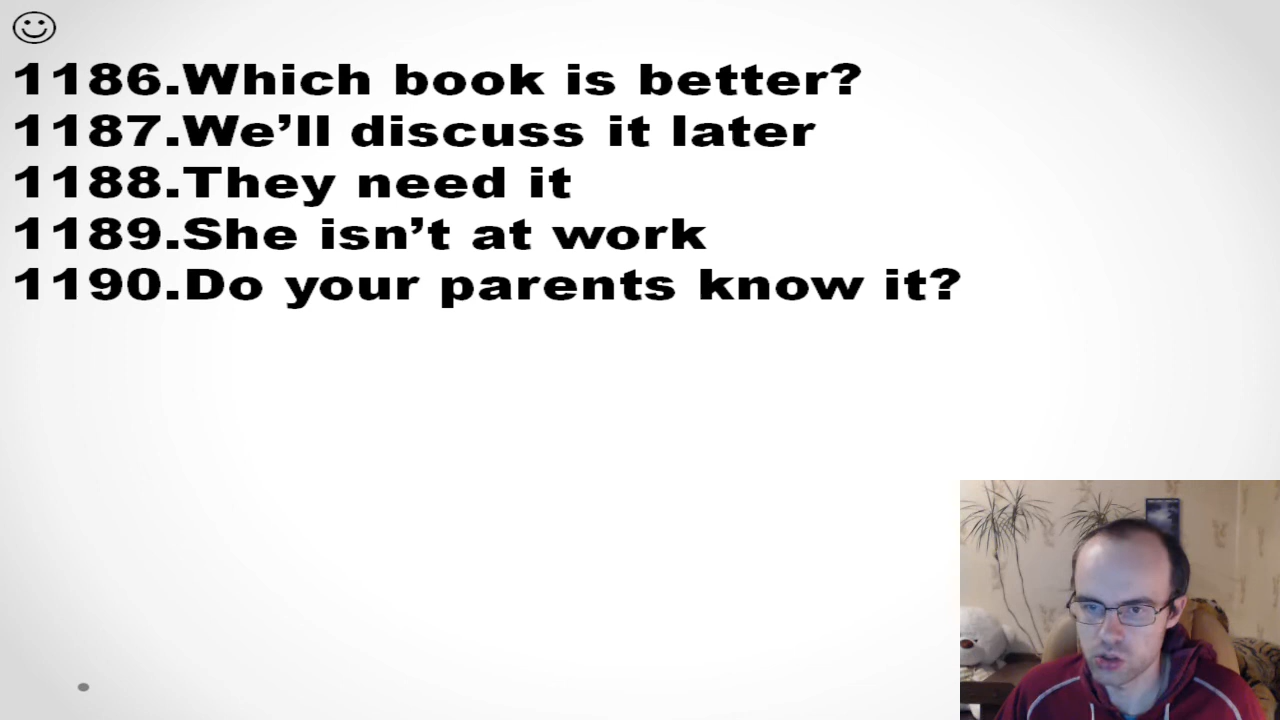 1186.Which book is better?
1187.We’ll discuss it later
1188.They need it
1189.She isn’t at work
1190.Do your parents know it?